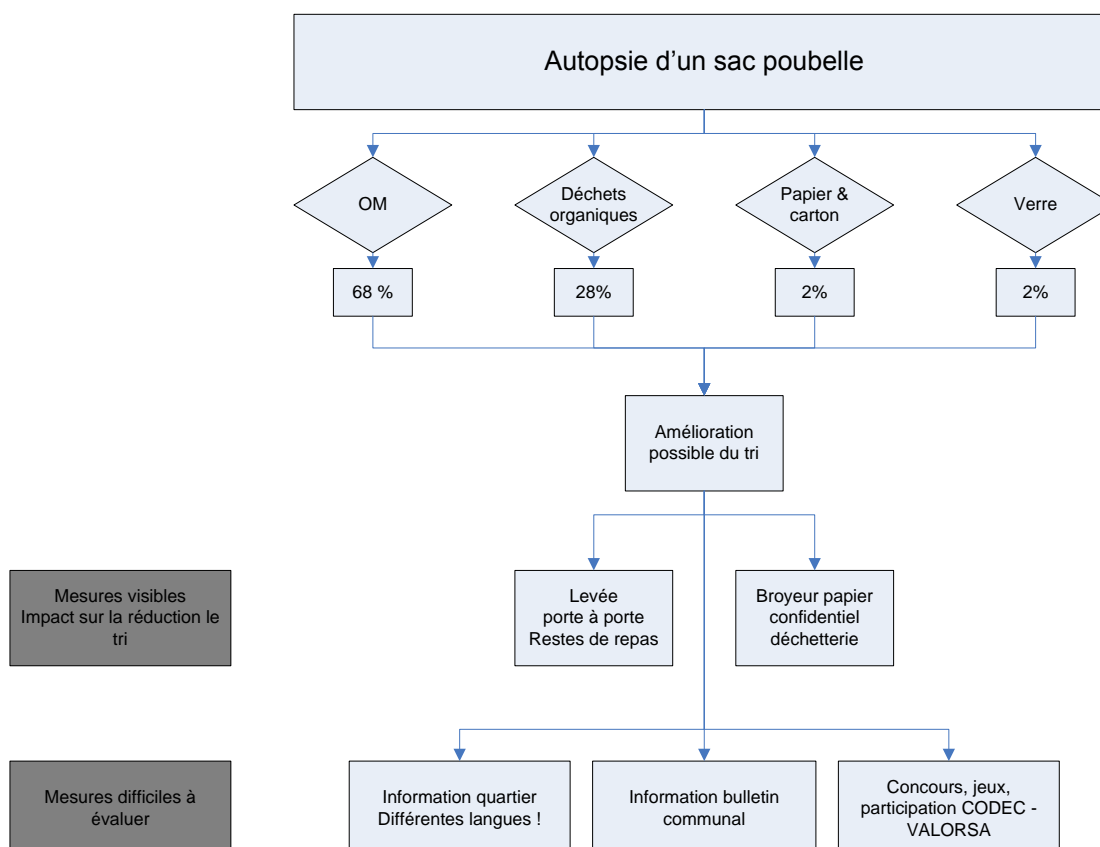 Autopsie d'un sac poubelle
OM
Déchets
organiques
Papier &
carton
Verre
68 %
28%
2%
2%
Amélioration
possible du tri
Mesures visibles
Impact sur la réduction le
tri
Levée
porte à porte
Restes de repas
Broyeur papier
confidentiel
déchetterie
Mesures difficiles à
évaluer
Information quartier
Différentes langues !
Information bulletin
communal
Concours, jeux,
participation CODEC -
VALORSA